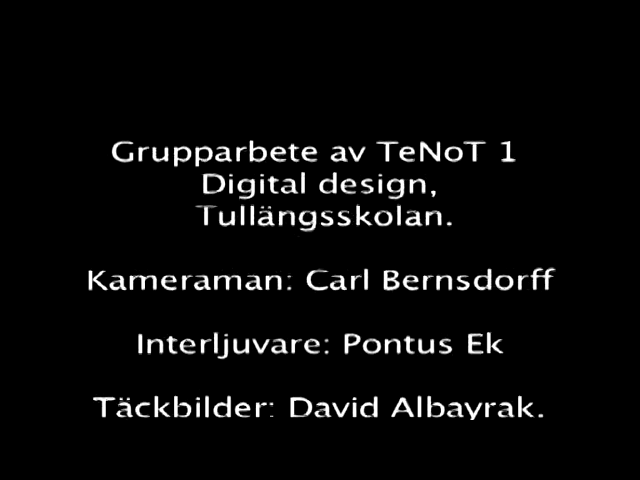 Grupparbete av TeNoT 1
Digital design,
Tullängsskolan.
Kameraman: Carl Bernsdorff
Interljuvare: Pontus Ek
Täckbilder: David Albayrak.